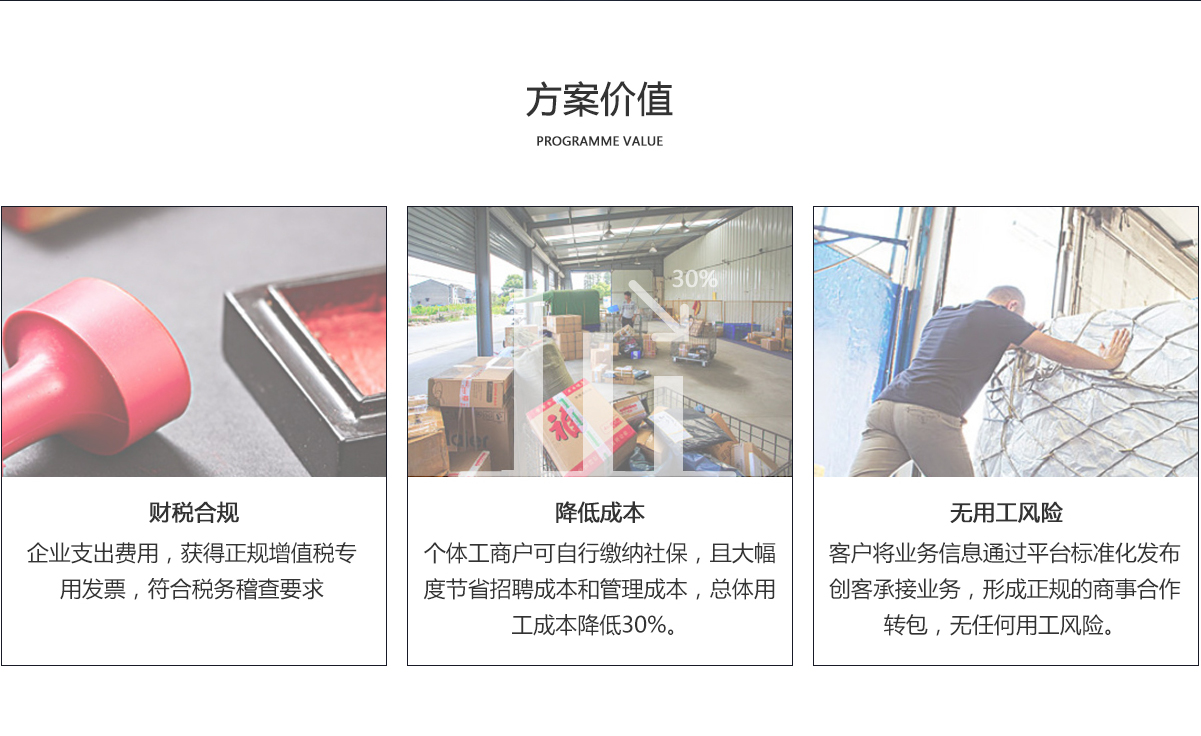 方案价值
PROGRAMME VALUE
30%
福
财税合规
企业支出费用，获得正规增值税专
用发票，符合税务稽查要求
降低成本
个体工商户可自行缴纳社保，且大幅
度节省招聘成本和管理成本，总体用
工成本降低30%。
无用工风险
客户将业务信息通过平台标准化发布
创客承接业务，形成正规的商事合作
转包，无任何用工风险。